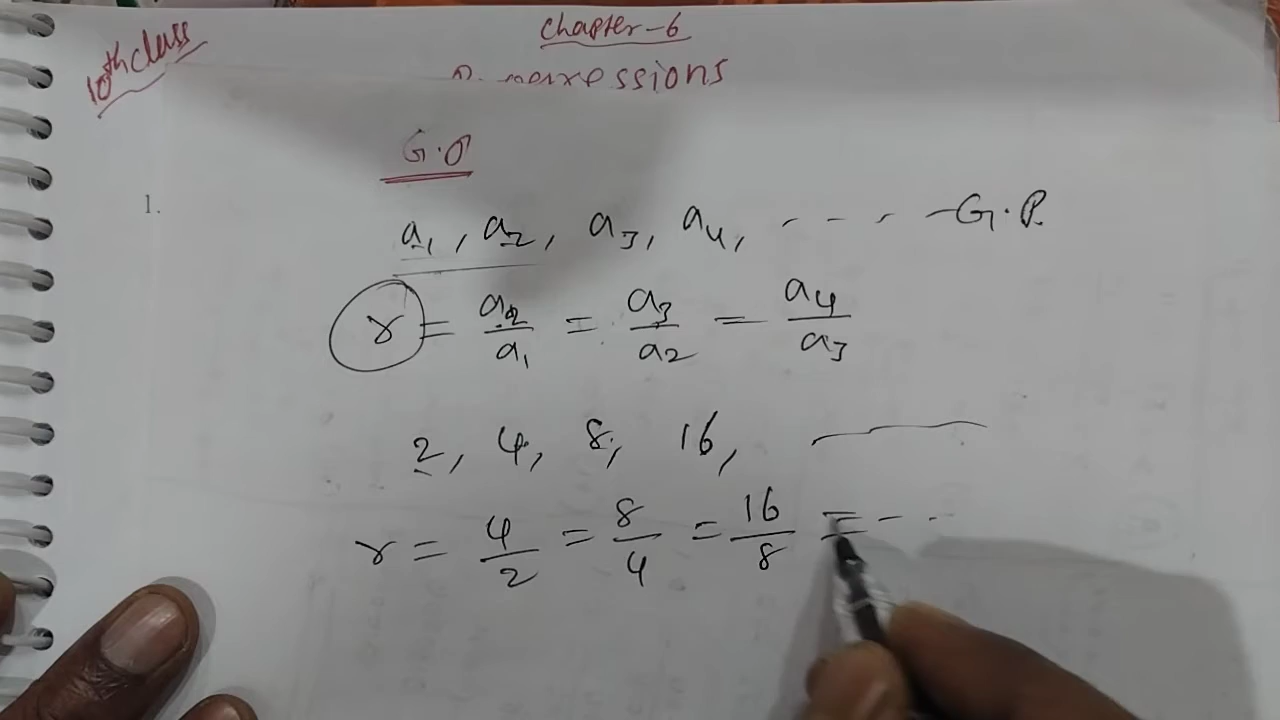 10th class
Chapter-6
G.P
1.
a1, a2, a3, a4, - - - - G.P.
r = a2/a1 = a3/a2 = a4/a3
2, 4, 8, 16, ——
r = 4/2 = 8/4 = 16/8 = - -